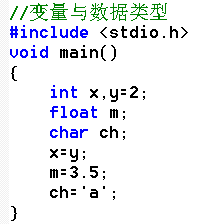 //变量与数据类型
#include <stdio.h>
void main()
{
    int x,y=2;
    float m;
    char ch;
    x=y;
    m=3.5;
    ch='a';
}